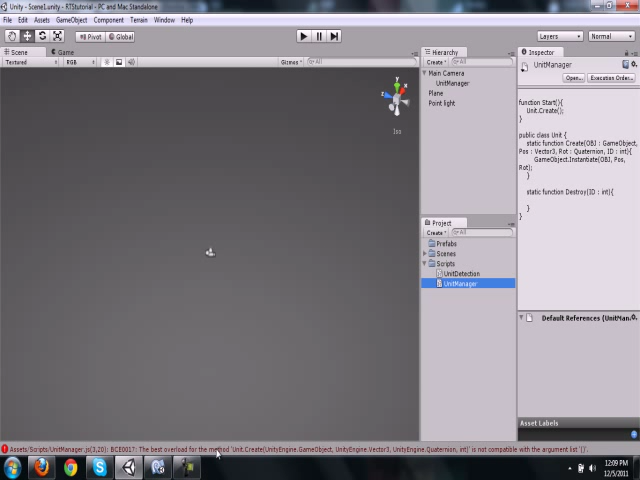 Unity - Scene1.unity - RTStutorial - PC and Mac Standalone
File Edit Assets GameObject Component Terrain Window Help
Pivot Global Layers Normal
Scene Game
Textured RGB Gizmos All
y
x
z
Iso
Hierarchy
Create All
Main Camera
UnitManager
Plane
Point light
Project
Create All
Prefabs
Scenes
Scripts
UnitDetection
UnitManager
Inspector
UnitManager
Open... Execution Order...
function Start(){
Unit.Create();
}
public class Unit {
static function Create(OBJ : GameObject,
Pos : Vector3, Rot : Quaternion, ID : int){
GameObject.Instantiate(OBJ, Pos,
Rot);
}
static function Destroy(ID : int){
}
}
Default References (UnitMan
Asset Labels
Assets/Scripts/UnitManager.js(3,20): BCE0017: The best overload for the method 'Unit.Create(UnityEngine.GameObject, UnityEngine.Vector3, UnityEngine.Quaternion, int)' is not compatible with the argument list '()'.
12:09 PM
12/5/2011